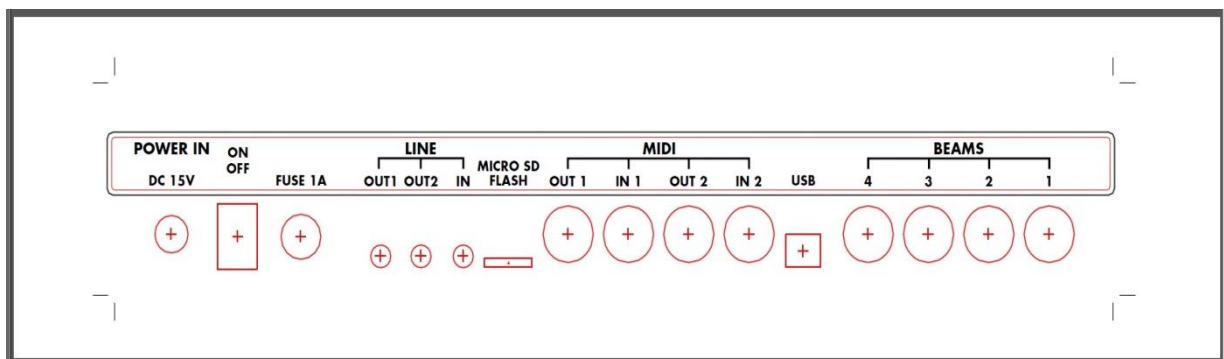 POWER IN
ON
OFF
LINE
MIDI
BEAMS
DC 15V
FUSE 1A
OUT1 OUT2 IN
MICRO SD
FLASH
OUT 1 IN 1 OUT 2 IN 2
USB
4 3 2 1